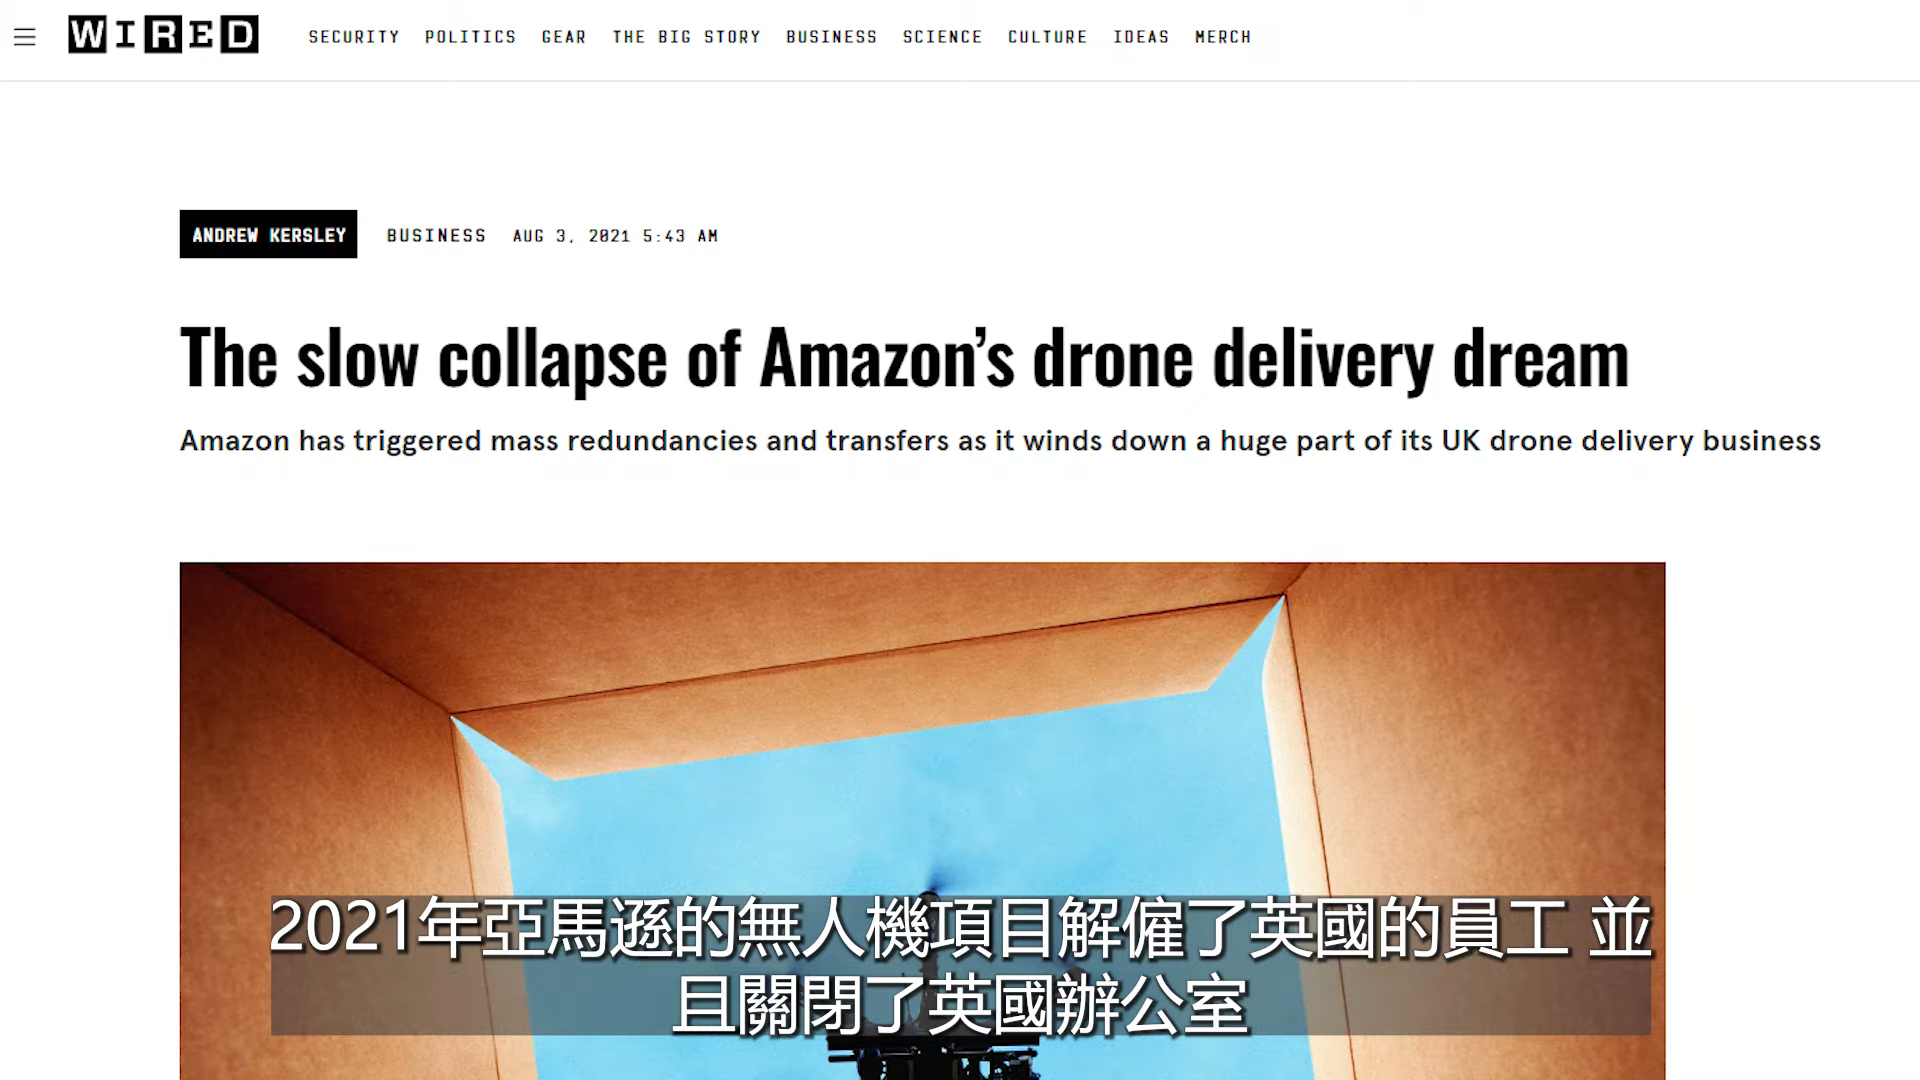 WIRED
SECURITY POLITICS GEAR THE BIG STORY BUSINESS SCIENCE CULTURE IDEAS MERCH
ANDREW KERSLEY BUSINESS AUG 3, 2021 5:43 AM
The slow collapse of Amazon’s drone delivery dream
Amazon has triggered mass redundancies and transfers as it winds down a huge part of its UK drone delivery business
2021年亞馬遜的無人機項目解僱了英國的員工 並
且關閉了英國辦公室